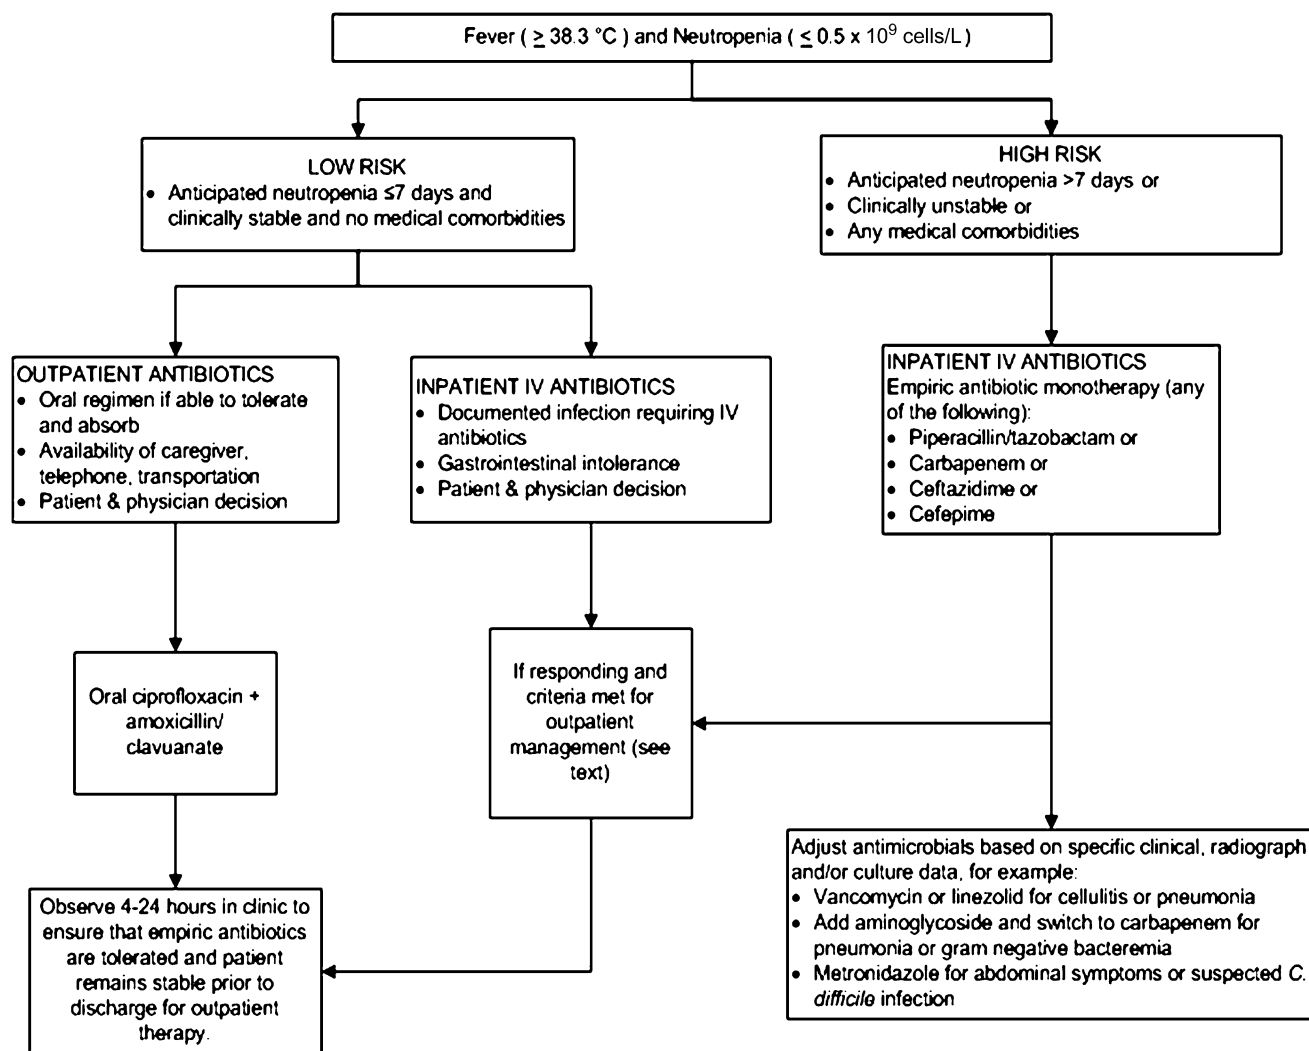 Fever ( ≥ 38.3 °C ) and Neutropenia ( ≤ 0.5 x 10⁹ cells/L)
LOW RISK
• Anticipated neutropenia ≤7 days and
clinically stable and no medical comorbidities
HIGH RISK
• Anticipated neutropenia >7 days or
• Clinically unstable or
• Any medical comorbidities
OUTPATIENT ANTIBIOTICS
• Oral regimen if able to tolerate
and absorb
• Availability of caregiver,
telephone, transportation
• Patient & physician decision
INPATIENT IV ANTIBIOTICS
• Documented infection requiring IV
antibiotics
• Gastrointestinal intolerance
• Patient & physician decision
INPATIENT IV ANTIBIOTICS
Empiric antibiotic monotherapy (any
of the following):
• Piperacillin/tazobactam or
• Carbapenem or
• Ceftazidime or
• Cefepime
Oral ciprofloxacin +
amoxicillin/
clavuanate
If responding and
criteria met for
outpatient
management (see
text)
Observe 4-24 hours in clinic to
ensure that empiric antibiotics
are tolerated and patient
remains stable prior to
discharge for outpatient
therapy.
Adjust antimicrobials based on specific clinical, radiograph
and/or culture data, for example:
• Vancomycin or linezolid for cellulitis or pneumonia
• Add aminoglycoside and switch to carbapenem for
pneumonia or gram negative bacteremia
• Metronidazole for abdominal symptoms or suspected C.
difficile infection